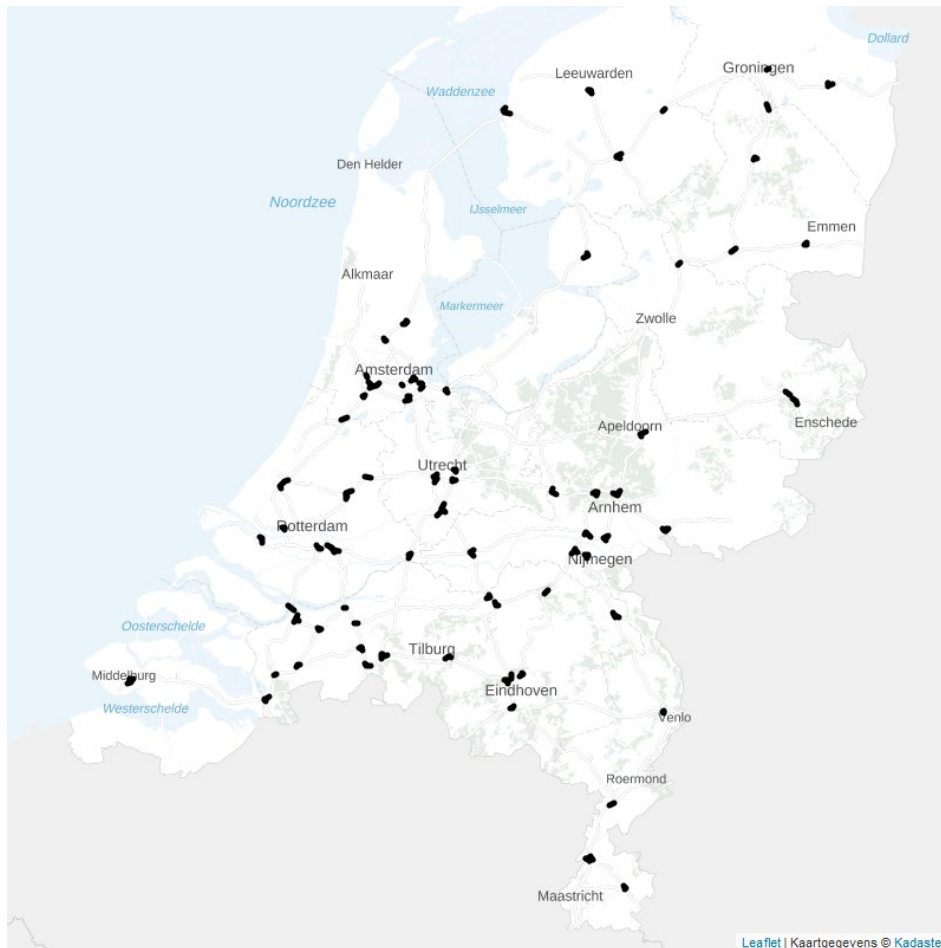 Dollard
Groningen
Leeuwarden
Waddenzee
Den Helder
Noordzee
IJsselmeer
Emmen
Alkmaar
Markermeer
Zwolle
Amsterdam
Apeldoorn
Enschede
Utrecht
Arnhem
Rotterdam
Nijmegen
Oosterschelde
Tilburg
Middelburg
Eindhoven
Westerschelde
Venlo
Roermond
Maastricht
Leaflet | Kaartgegevens © Kadaste